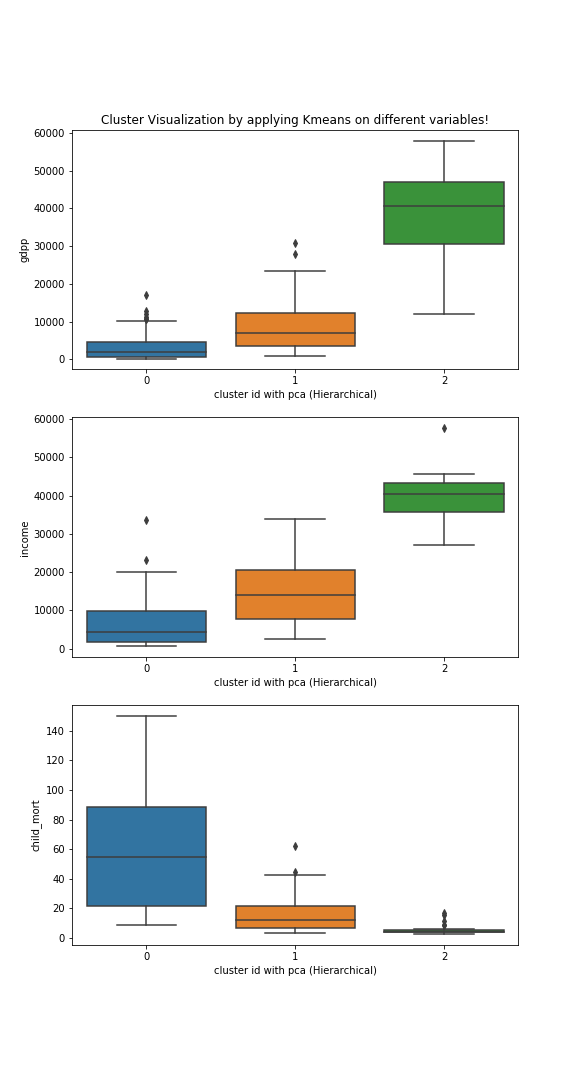 Cluster Visualization by applying Kmeans on different variables!
60000
50000
40000
30000
20000
10000
0
gdpp
0 1 2
cluster id with pca (Hierarchical)
60000
50000
40000
30000
20000
10000
0
income
0 1 2
cluster id with pca (Hierarchical)
140
120
100
80
60
40
20
0
child_mort
0 1 2
cluster id with pca (Hierarchical)